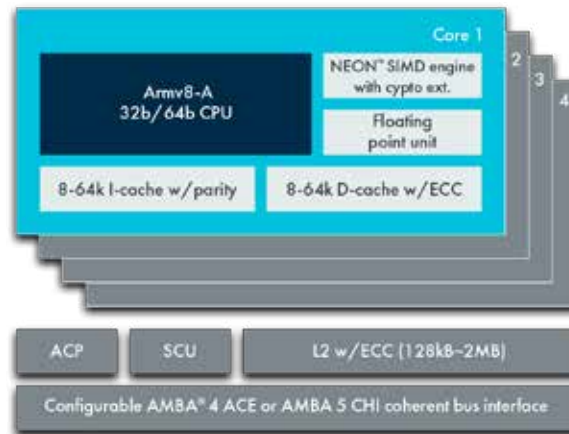 Core 1
2
3
4
Armv8-A
32b/64b CPU
NEON™ SIMD engine
with cypto ext.
Floating
point unit
8-64k I-cache w/parity
8-64k D-cache w/ECC
ACP
SCU
L2 w/ECC (128kB~2MB)
Configurable AMBA® 4 ACE or AMBA 5 CHI coherent bus interface